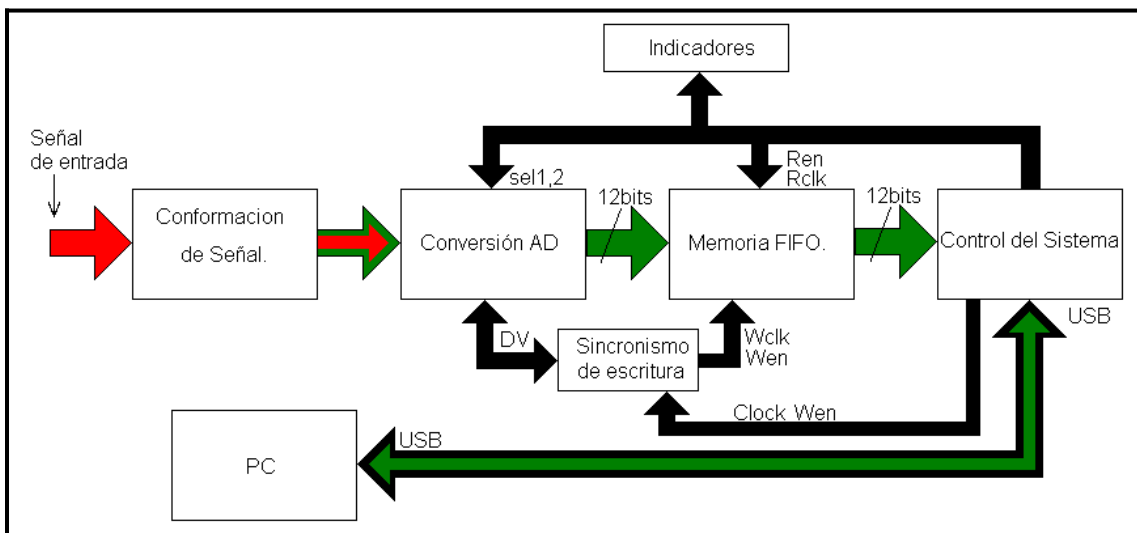 Indicadores
Señal
de entrada
sel1,2
Ren
Rclk
12bits
12bits
Conformacion
de Señal.
Conversión AD
Memoria FIFO.
Control del Sistema
USB
DV
Sincronismo
de escritura
Wclk
Wen
Clock Wen
USB
PC